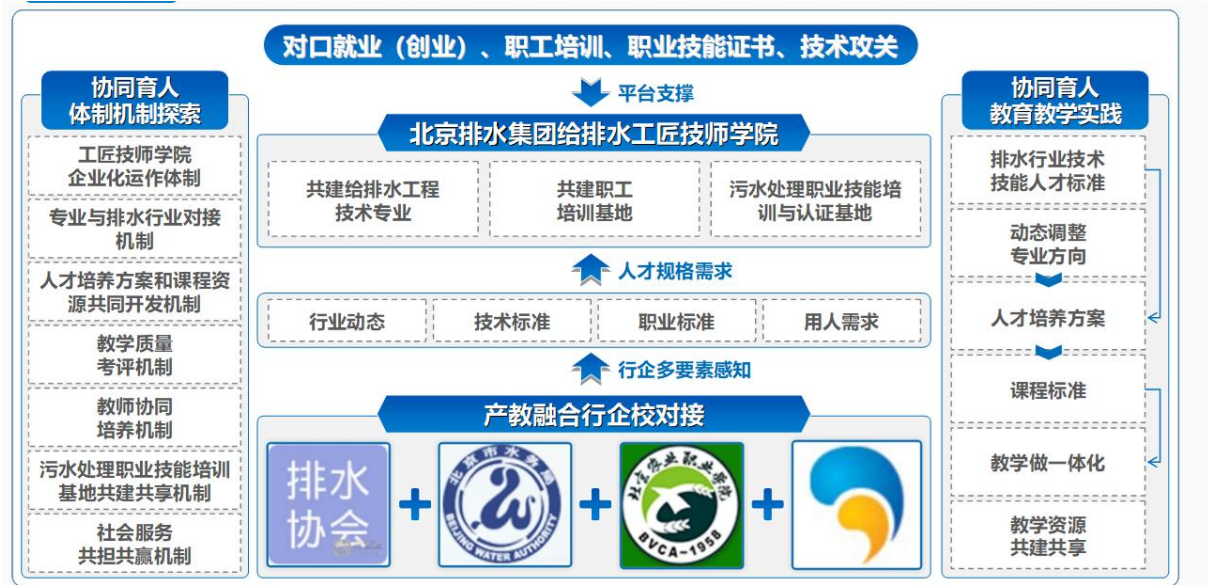 对口就业（创业）、职工培训、职业技能证书、技术攻关
协同育人
体制机制探索
工匠技师学院
企业化运作体制
专业与排水行业对接
机制
人才培养方案和课程资
源共同开发机制
教学质量
考评机制
教师协同
培养机制
污水处理职业技能培训
基地共建共享机制
社会服务
共担共赢机制
平台支撑
北京排水集团给排水工匠技师学院
共建给排水工程
技术专业
共建职工
培训基地
污水处理职业技能培
训与认证基地
人才规格需求
行业动态
技术标准
职业标准
用人需求
行企多要素感知
产教融合行企校对接
排水
协会
北京市水务局
BEIJING WATER AUTHORITY
北京农业职业学院
BVCA-1958
协同育人
教育教学实践
排水行业技术
技能人才标准
动态调整
专业方向
人才培养方案
课程标准
教学做一体化
教学资源
共建共享